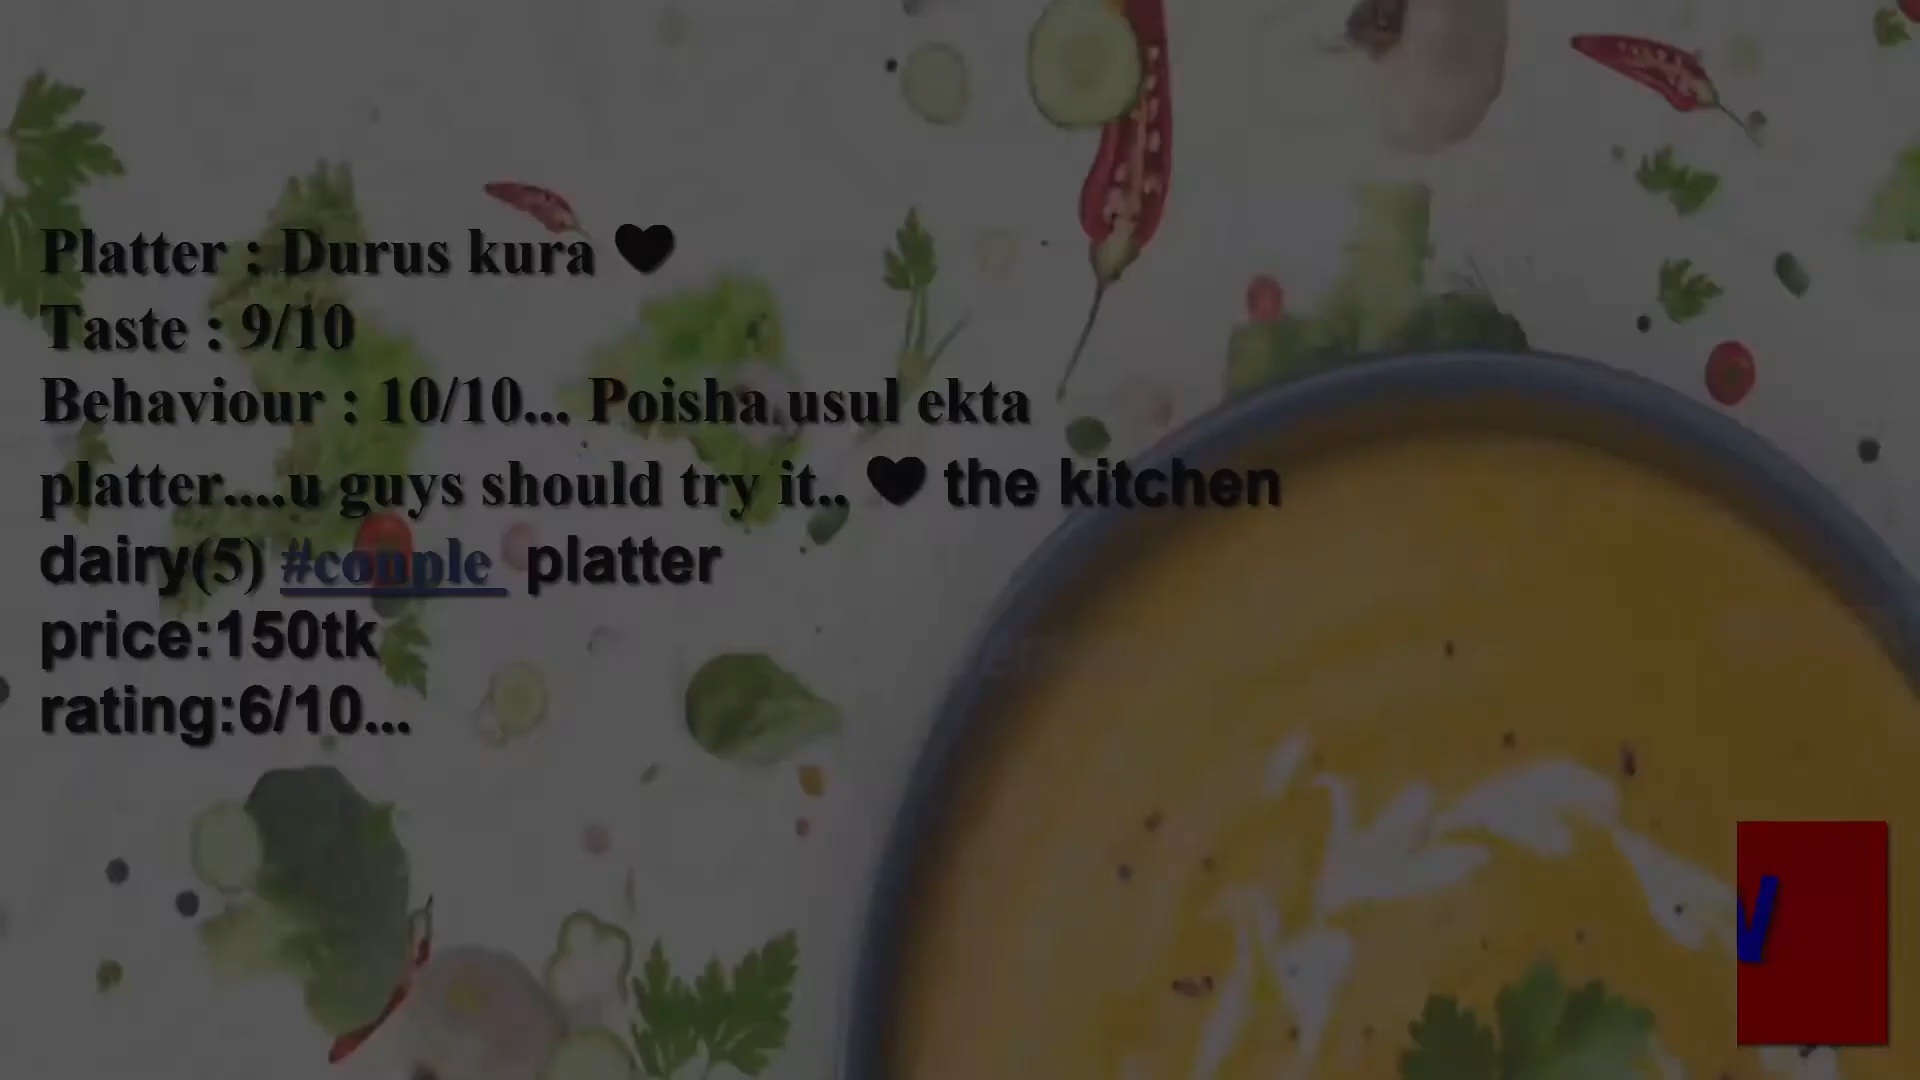 Platter : Durus kura 🖤
Taste : 9/10
Behaviour : 10/10... Poisha usul ekta
platter....u guys should try it.. 🖤 the kitchen
dairy(5) #couple platter
price:150tk
rating:6/10...